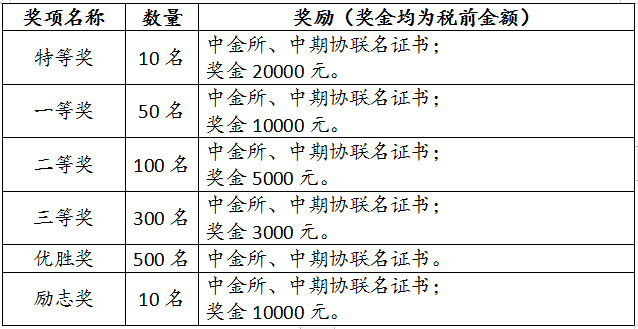 奖项名称 数量 奖励（奖金均为税前金额）
特等奖 10 名 中金所、中期协联名证书；
奖金 20000 元。
一等奖 50 名 中金所、中期协联名证书；
奖金 10000 元。
二等奖 100 名 中金所、中期协联名证书；
奖金 5000 元。
三等奖 300 名 中金所、中期协联名证书；
奖金 3000 元。
优胜奖 500 名 中金所、中期协联名证书。
励志奖 10 名 中金所、中期协联名证书；
奖金 10000 元。